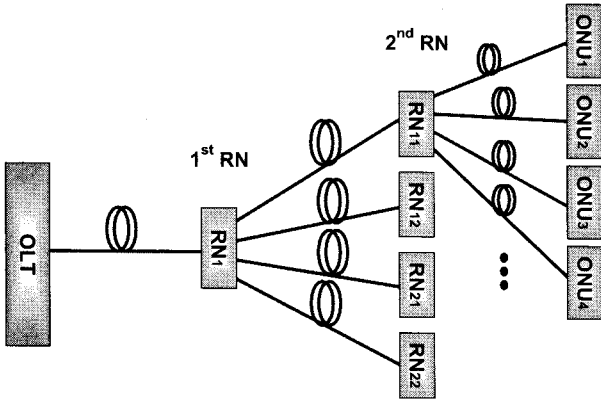 OLT
1st RN
RN1
2nd RN
RN11
RN12
RN21
RN22
ONU1
ONU2
ONU3
ONU4